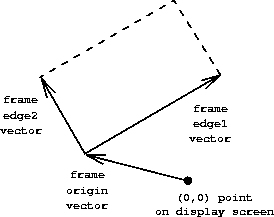 frame
edge2
vector
frame
edge1
vector
frame
origin
vector
(0,0) point
on display screen